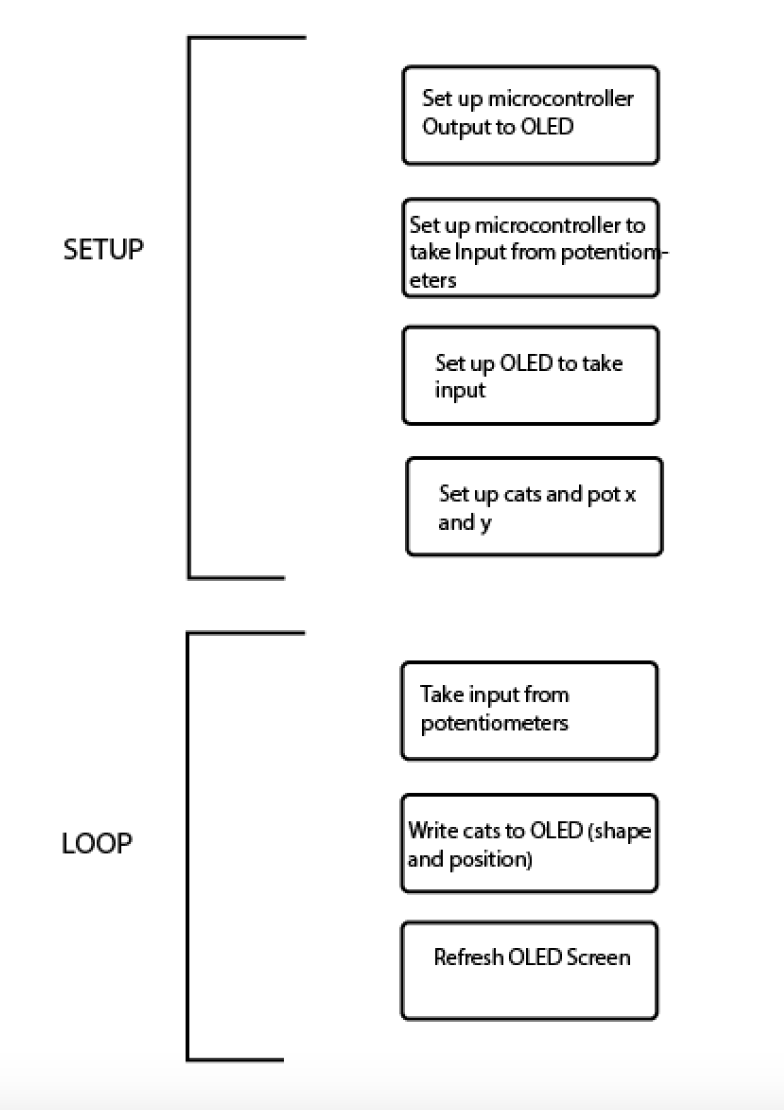 Set up microcontroller
Output to OLED
SETUP
Set up microcontroller to
take Input from potentiom-
eters
Set up OLED to take
input
Set up cats and pot x
and y
Take input from
potentiometers
LOOP
Write cats to OLED (shape
and position)
Refresh OLED Screen